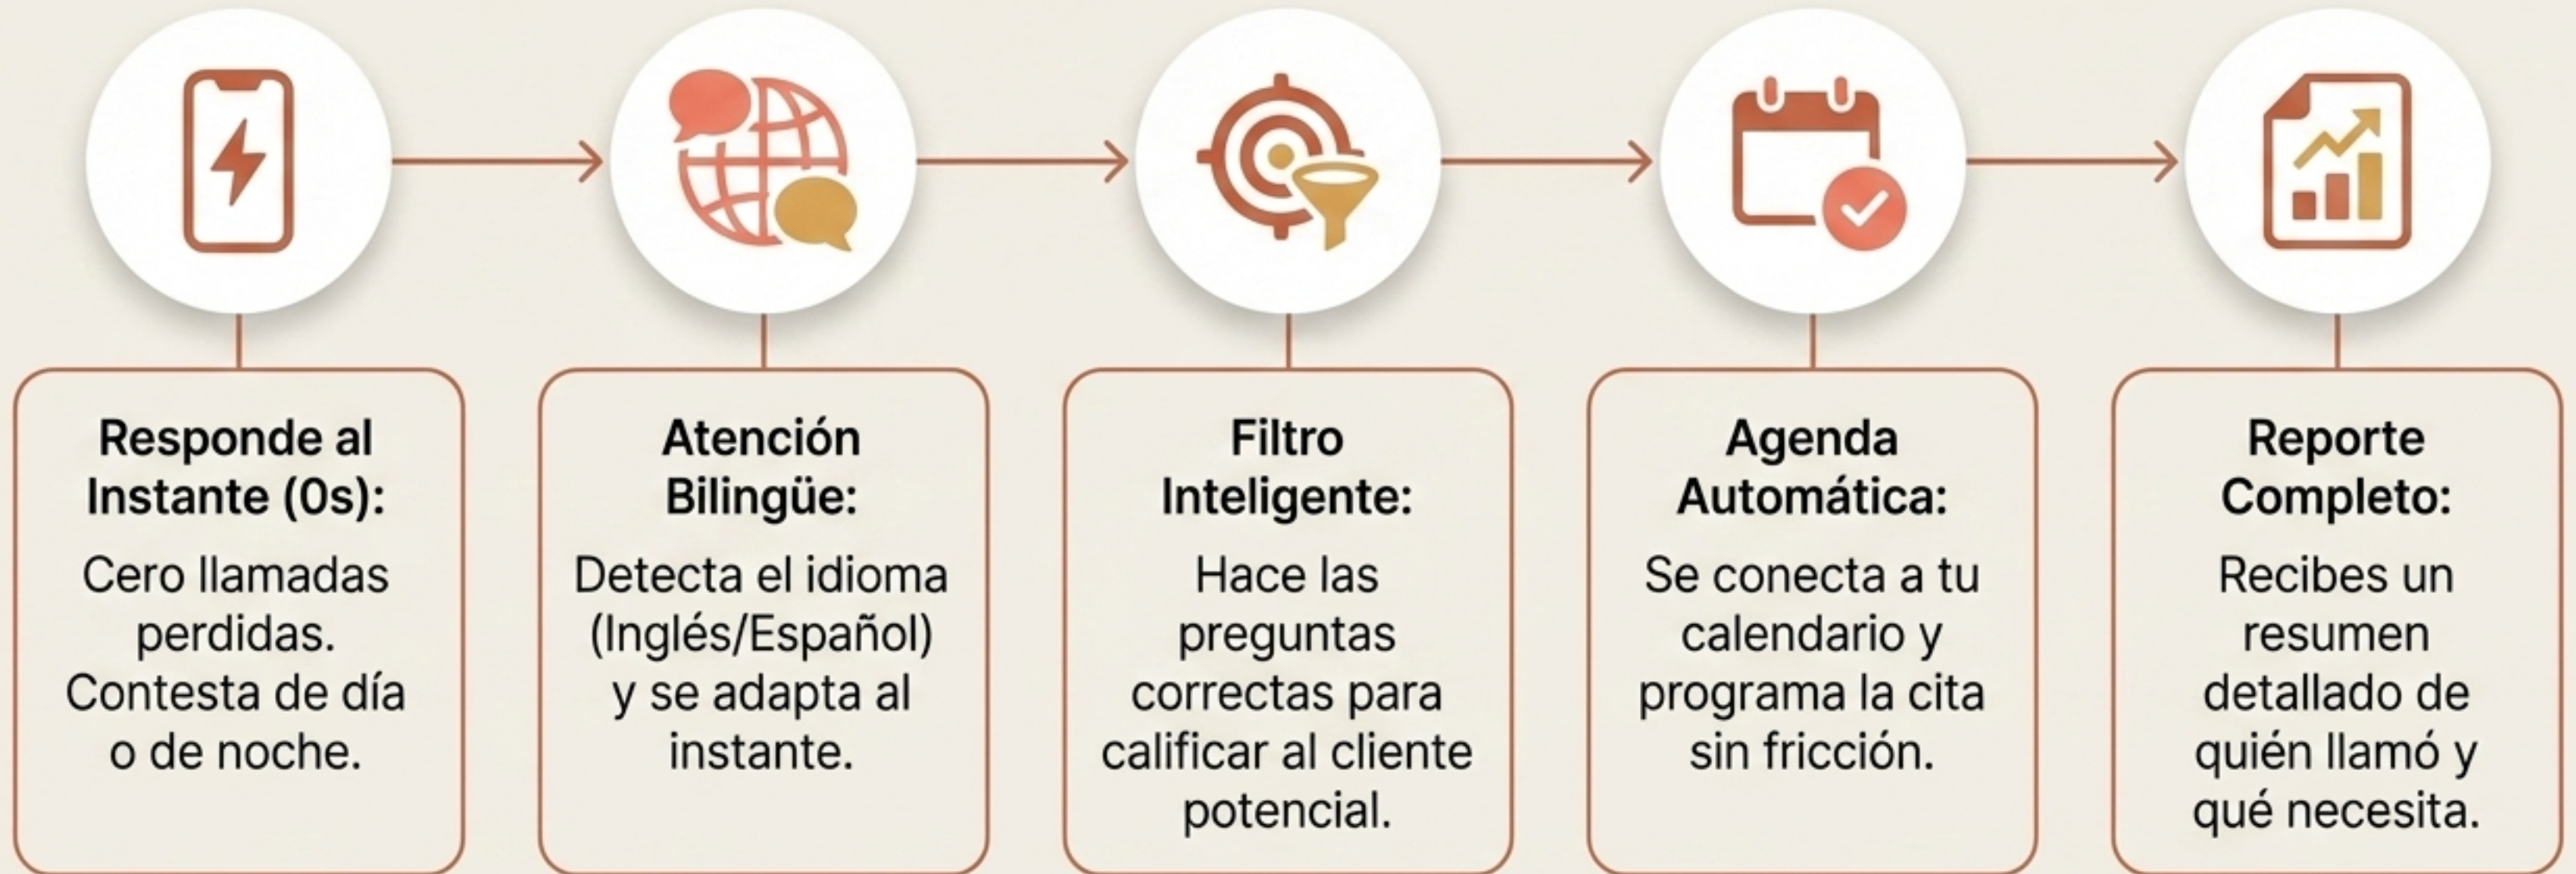 Responde al
Instante (0s):
Cero llamadas
perdidas.
Contesta de día
o de noche.
Atención
Bilingüe:
Detecta el idioma
(Inglés/Español)
y se adapta al
instante.
Filtro
Inteligente:
Hace las
preguntas
correctas para
calificar al cliente
potencial.
Agenda
Automática:
Se conecta a tu
calendario y
programa la cita
sin fricción.
Reporte
Completo:
Recibes un
resumen
detallado de
quién llamó y
qué necesita.